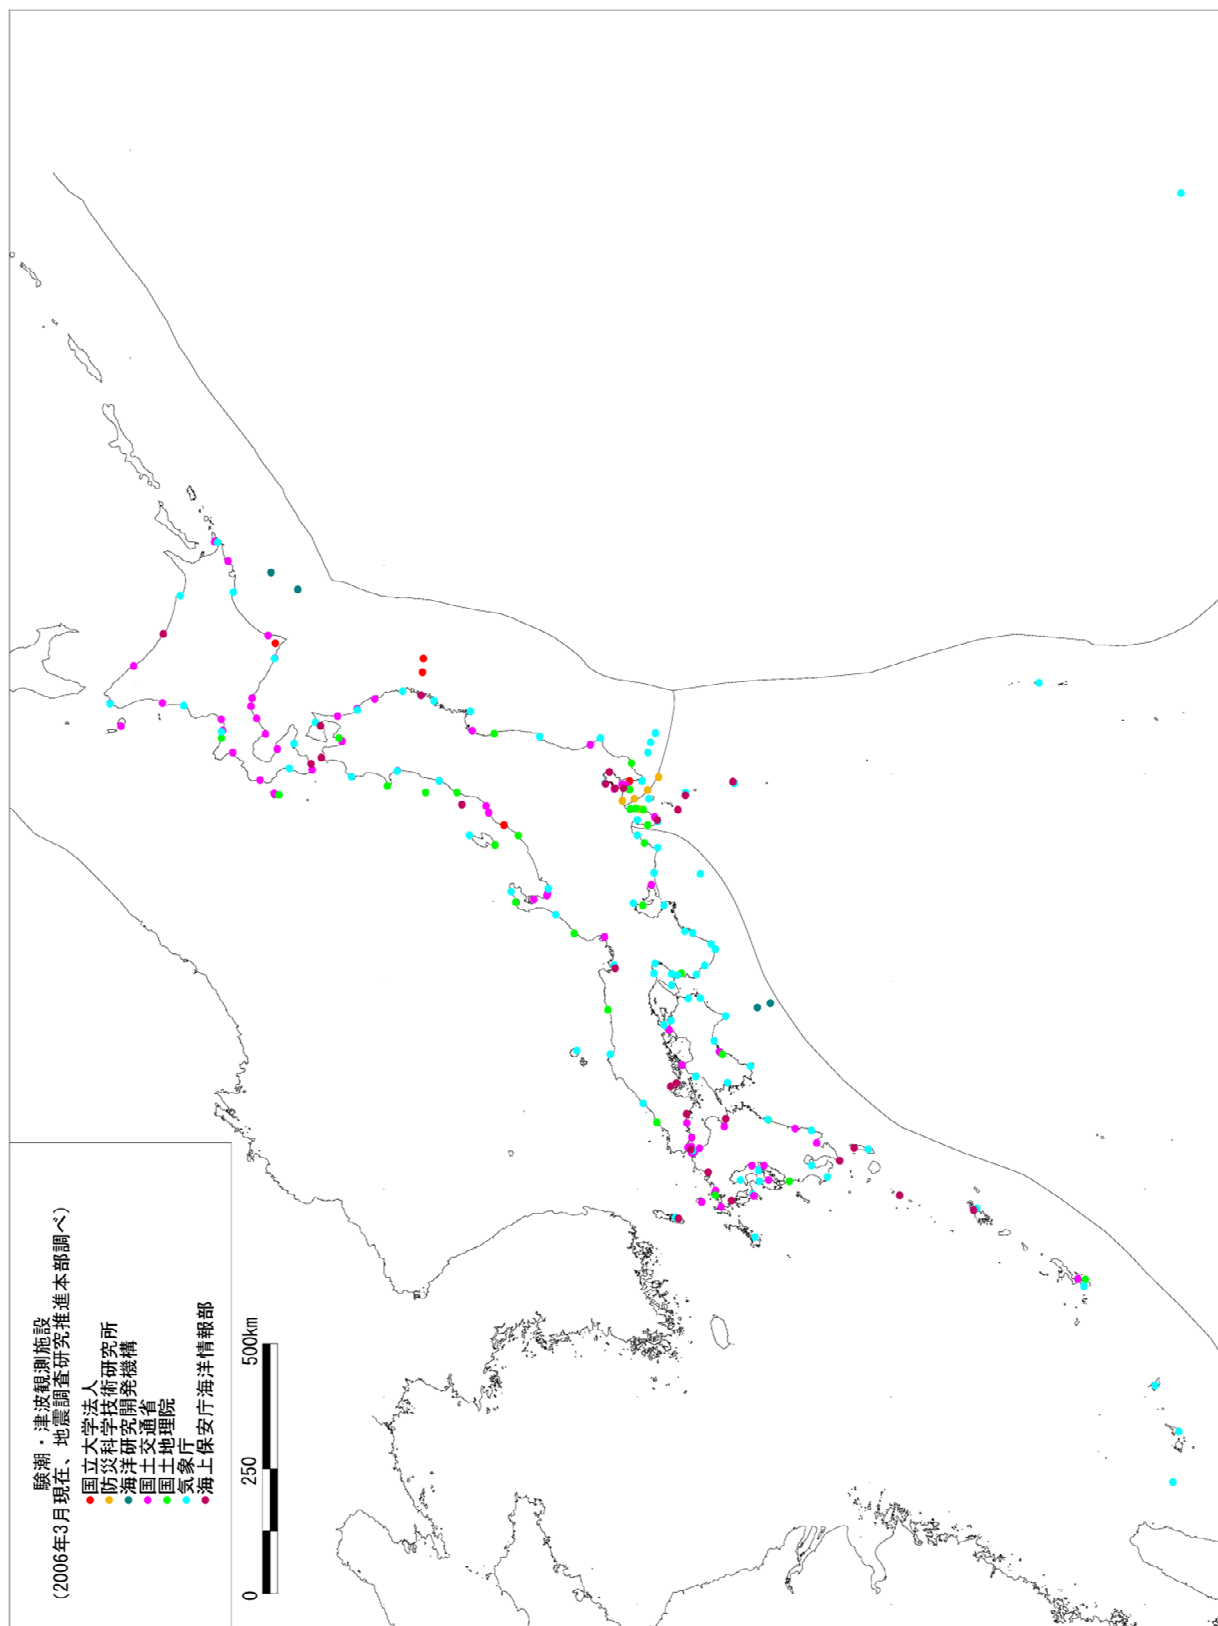 験潮・津波観測施設
(2006年3月現在、地震調査研究推進本部調べ)
国立大学法人
防災科学技術研究所
海洋研究開発機構
国土交通省
国土地理院
気象庁
海上保安庁海洋情報部
0 250 500km